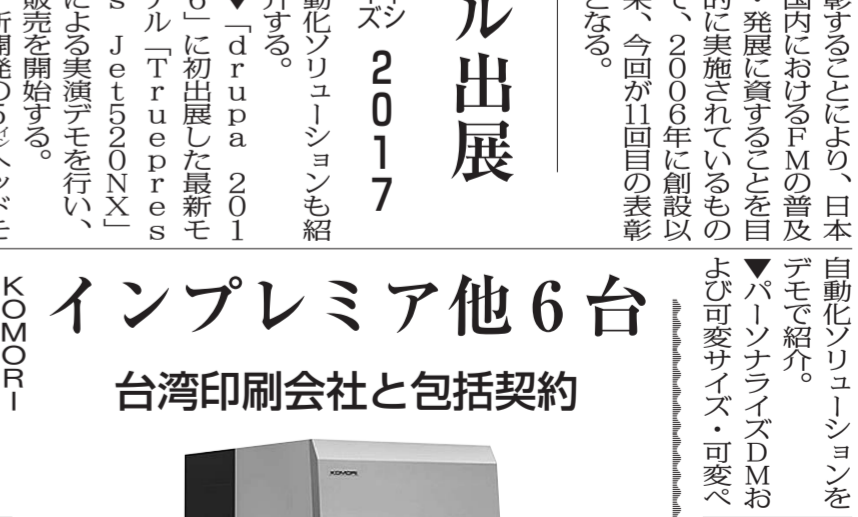 彰することにより、日本
国内におけるFMの普及
・発展に資することを目
的に実施されているもの
で、2006年に創設以
来、今回が11回目の表彰
となる。
ル出展
2017
動化ソリューションも紹
介する。
▼「drupa 201
6」に初出展した最新モ
デル「Truepres
s Jet520NX」
による実演デモを行い、
販売を開始する。
自動化ソリューションを
デモで紹介。
▼パーソナライズDMお
よび可変サイズ・可変ペ
インプレミア他6台
台湾印刷会社と包括契約
KOMORI
KOMORI